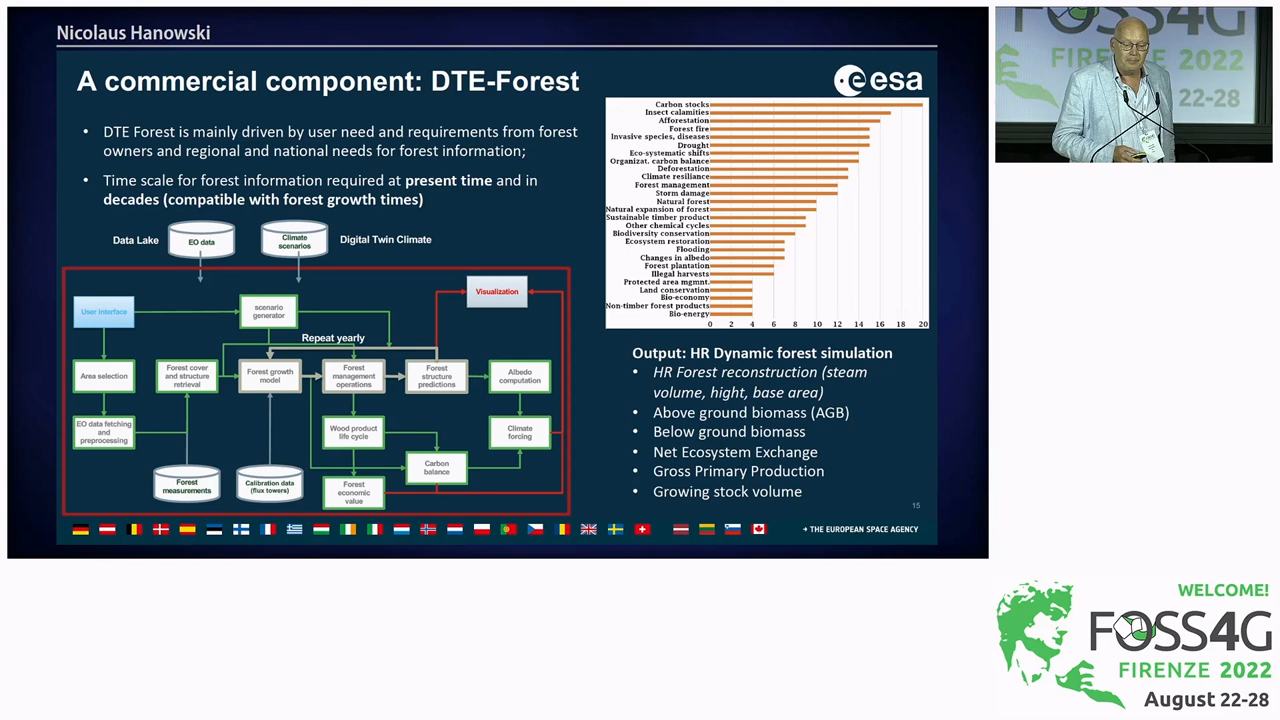 Nicolaus Hanowski
A commercial component: DTE-Forest
esa
• DTE Forest is mainly driven by user need and requirements from forest
owners and regional and national needs for forest information;
• Time scale for forest information required at present time and in
decades (compatible with forest growth times)
Data Lake
EO data
Climate
scenarios
Digital Twin Climate
User interface
scenario
generator
Visualization
Repeat yearly
Area selection
Forest cover
and structure
retrieval
Forest growth
model
Forest
management
operations
Forest
structure
predictions
Albedo
computation
EO data fetching
and
preprocessing
Wood product
life cycle
Climate
forcing
Carbon
balance
Forest
measurements
Calibration data
(flux towers)
Forest
economic
value
Carbon stocks
Insect calamities
Afforestation
Forest fire
Invasive species, diseases
Drought
Eco-systematic shifts
Organizat. carbon balance
Deforestation
Climate resiliance
Forest management
Storm damage
Natural forest
Natural expansion of forest
Sustainable timber product
Other chemical cycles
Biodiversity conservation
Ecosystem restoration
Flooding
Changes in albedo
Forest plantation
Illegal harvests
Protected area mgmnt.
Land conservation
Bio-economy
Non-timber forest products
Bio-energy
0 2 4 6 8 10 12 14 16 18 20
Output: HR Dynamic forest simulation
• HR Forest reconstruction (steam
volume, hight, base area)
• Above ground biomass (AGB)
• Below ground biomass
• Net Ecosystem Exchange
• Gross Primary Production
• Growing stock volume
15
→ THE EUROPEAN SPACE AGENCY
FOSS4G
FIRENZE 2022
22-28
WELCOME!
FOSS4G
FIRENZE 2022
August 22-28